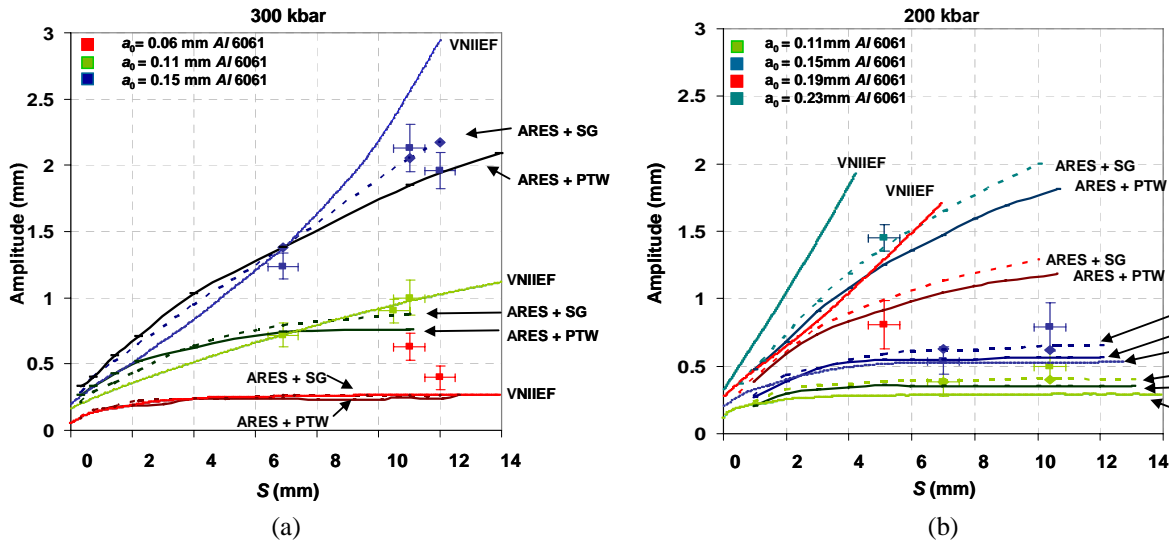 300 kbar
a₀= 0.06 mm Al 6061
a₀= 0.11 mm Al 6061
a₀ = 0.15 mm Al 6061
VNIIEF
ARES + SG
ARES + PTW
VNIIEF
ARES + SG
ARES + PTW
ARES + SG
VNIIEF
ARES + PTW
Amplitude (mm)
3
2.5
2
1.5
1
0.5
0
0 2 4 6 8 10 12 14
S (mm)
(a)
200 kbar
a₀ = 0.11mm Al 6061
a₀ = 0.15mm Al 6061
a₀ = 0.19mm Al 6061
a₀ = 0.23mm Al 6061
VNIIEF
VNIIEF
ARES + SG
ARES + PTW
ARES + SG
ARES + PTW
Amplitude (mm)
3
2.5
2
1.5
1
0.5
0
0 2 4 6 8 10 12 14
S (mm)
(b)